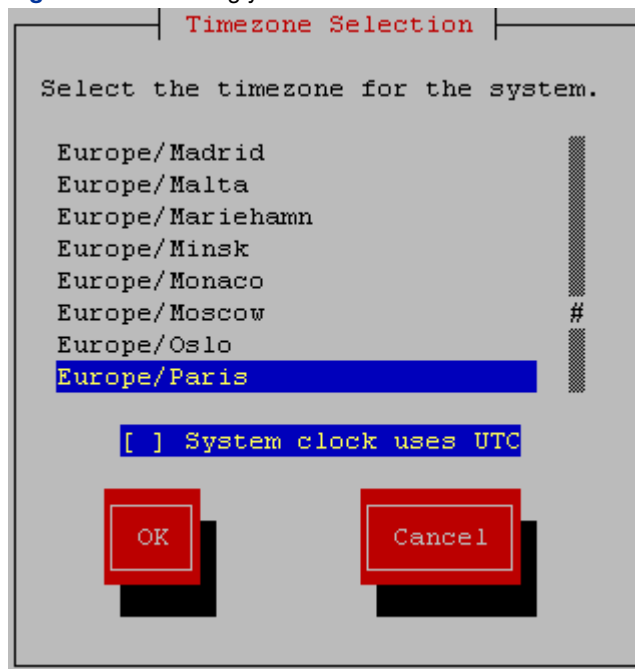 Timezone Selection
Select the timezone for the system.
Europe/Madrid
Europe/Malta
Europe/Mariehamn
Europe/Minsk
Europe/Monaco
Europe/Moscow #
Europe/Oslo
Europe/Paris
[ ] System clock uses UTC
OK Cancel